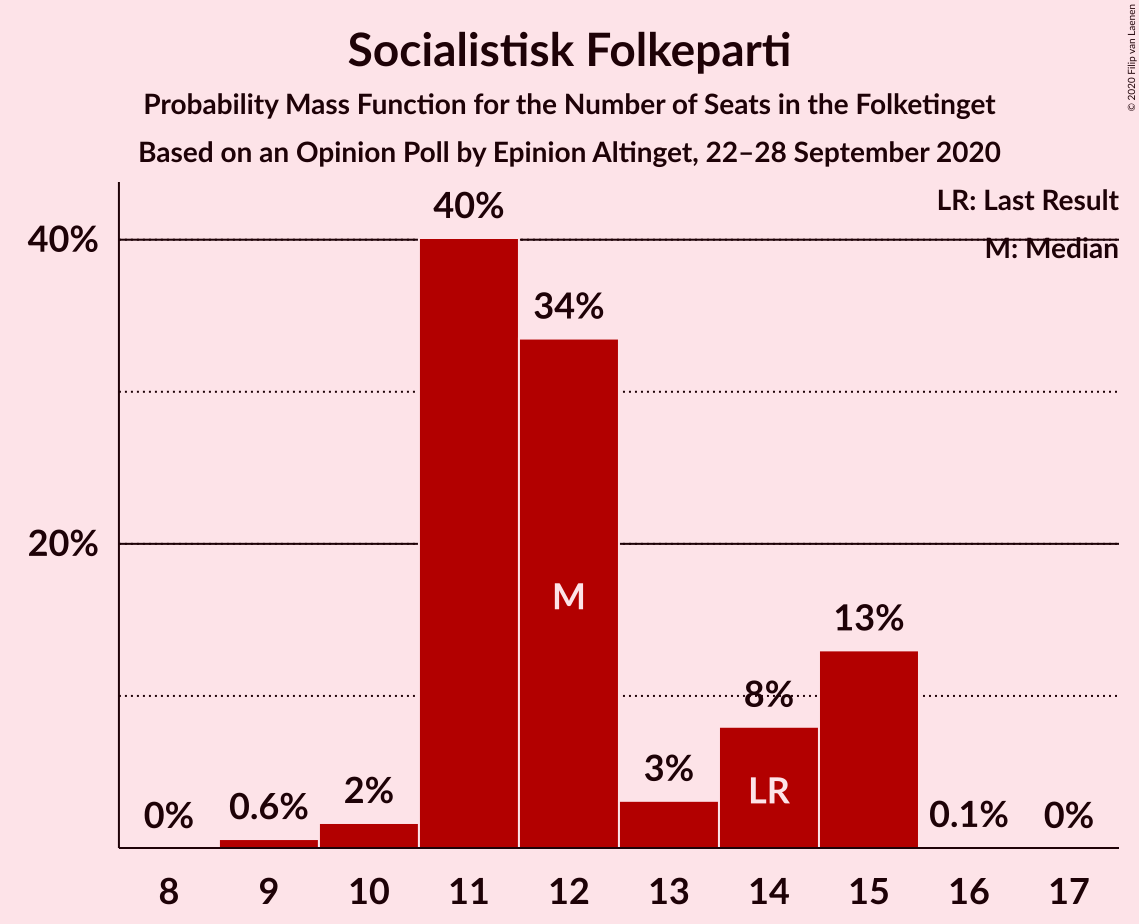 Socialistisk Folkeparti
Probability Mass Function for the Number of Seats in the Folketinget
Based on an Opinion Poll by Epinion Altinget, 22–28 September 2020
© 2020 Filip van Laenen
LR: Last Result
M: Median
40%
20%
0%
0.6%
2%
40%
34%
3%
8%
13%
0.1%
0%
M
LR
8 9 10 11 12 13 14 15 16 17